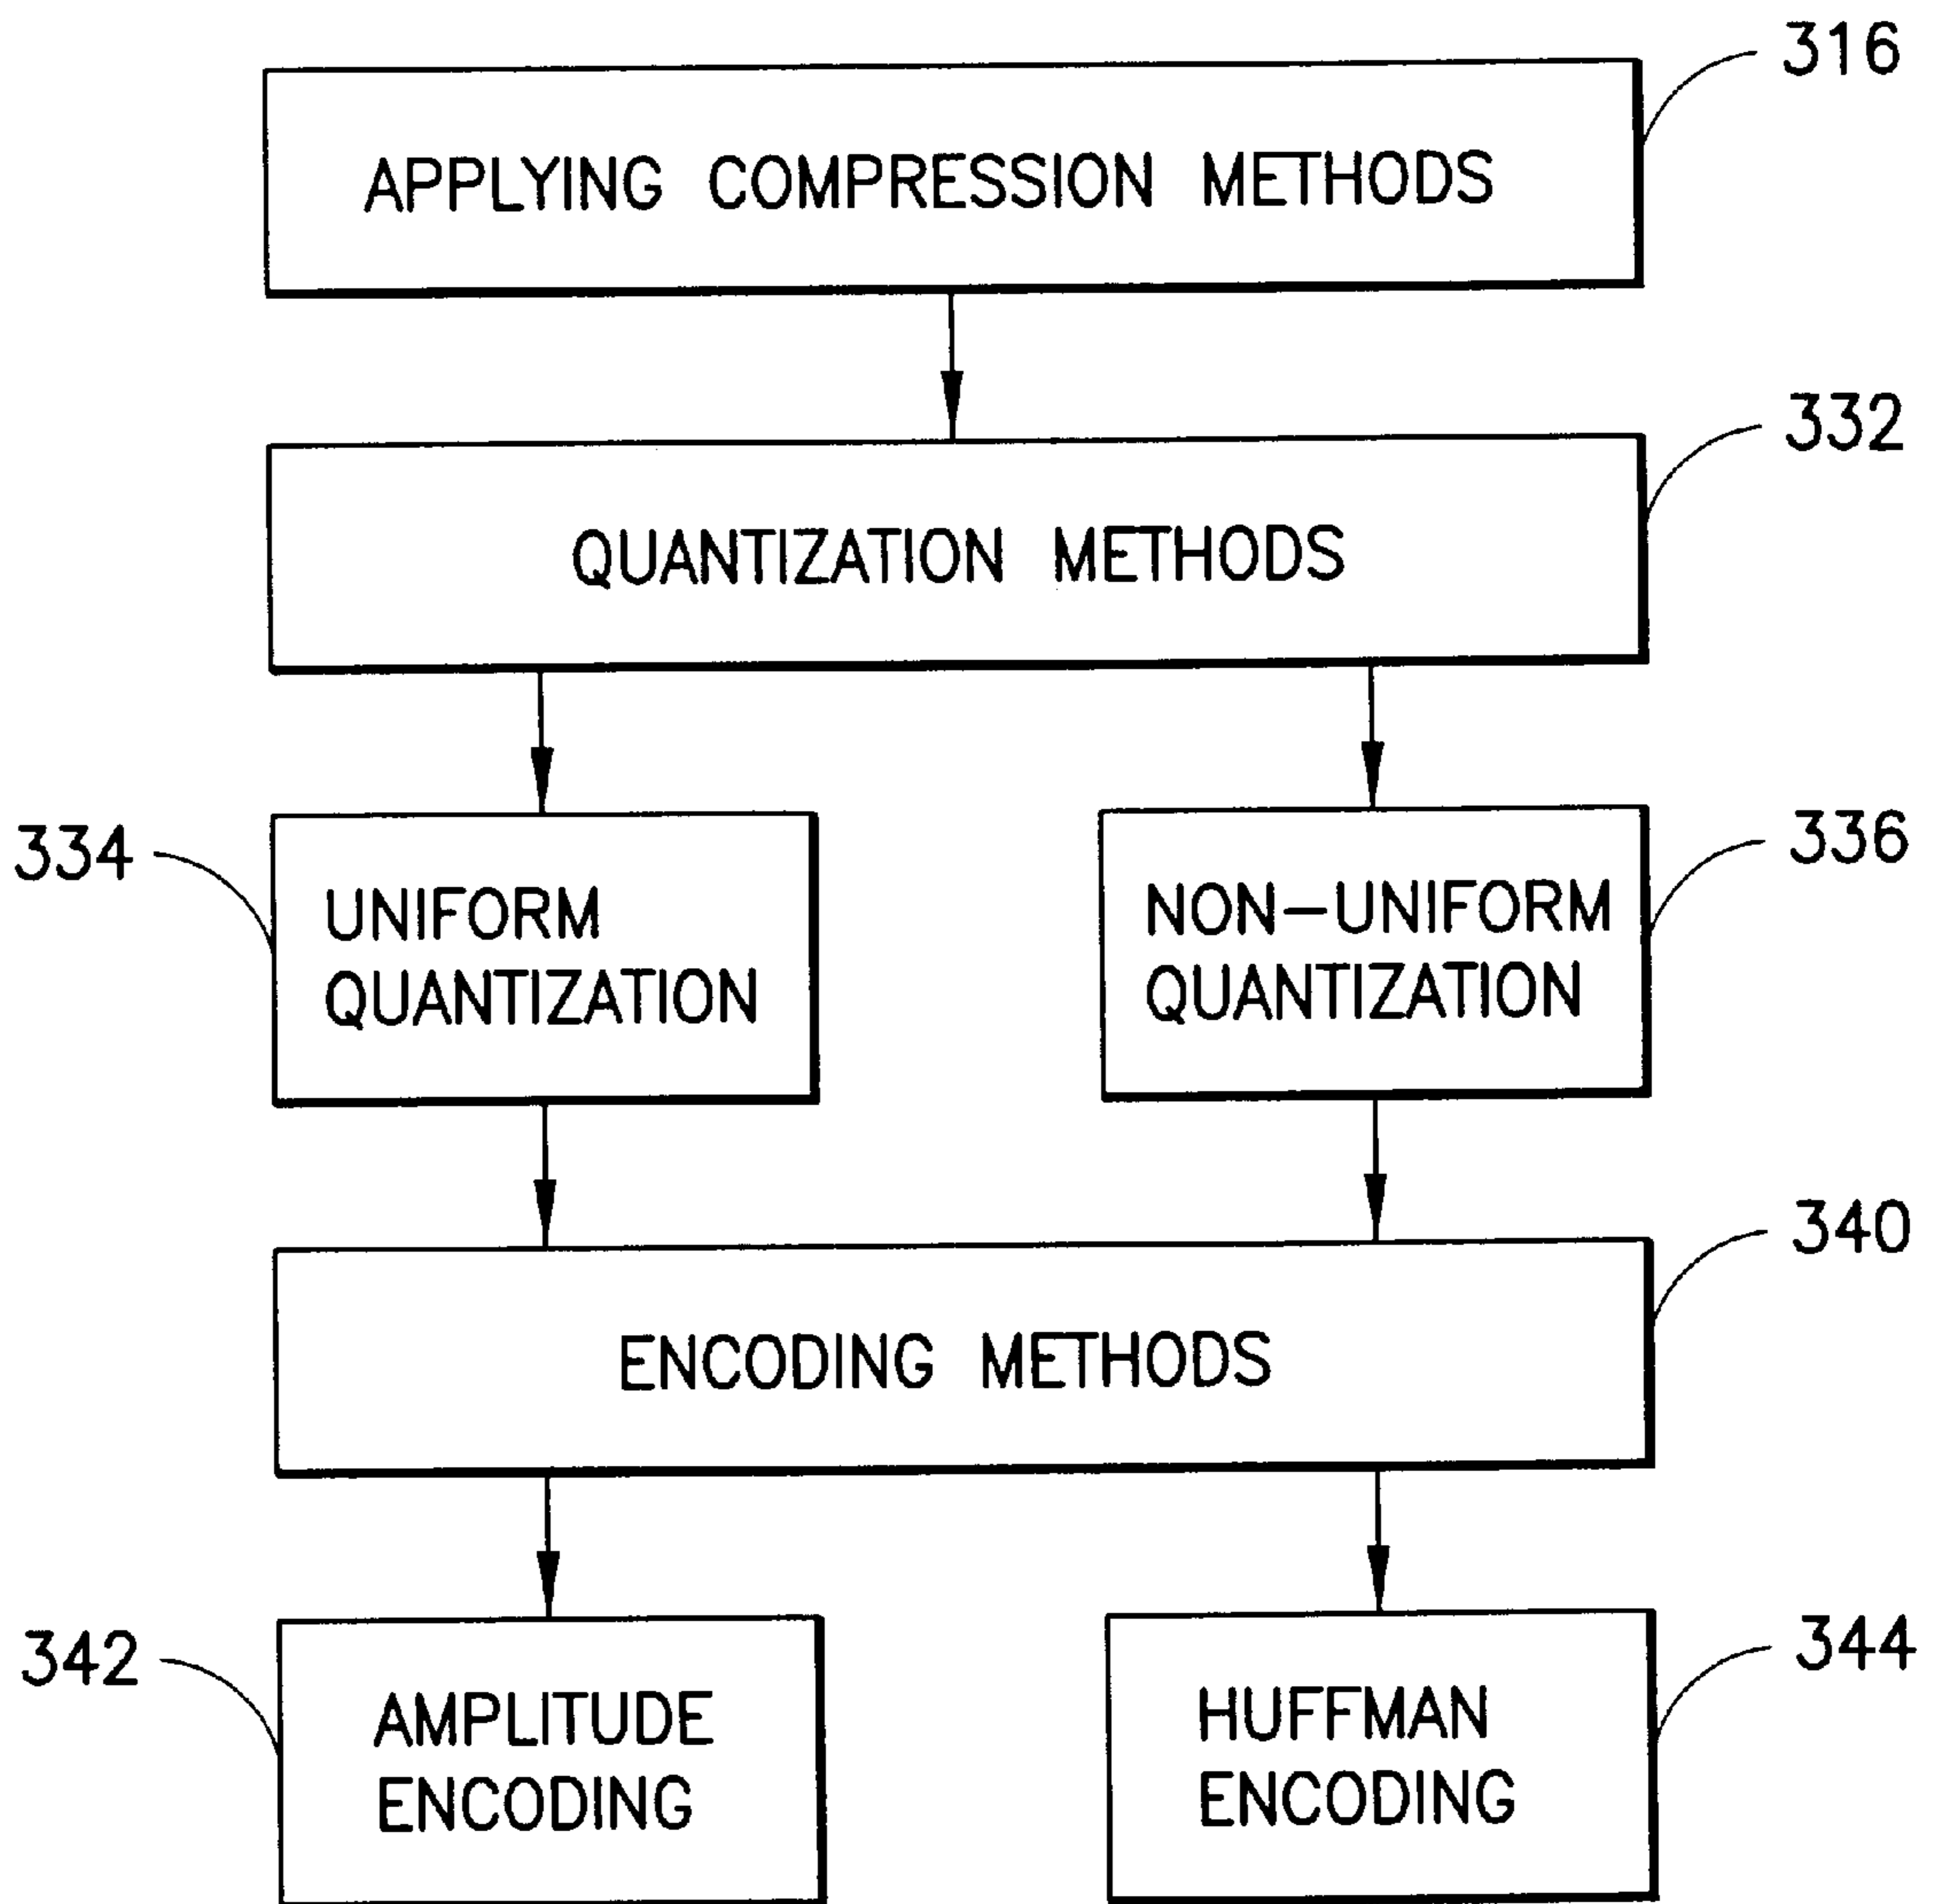 316
APPLYING COMPRESSION METHODS
332
QUANTIZATION METHODS
334
UNIFORM
QUANTIZATION
336
NON-UNIFORM
QUANTIZATION
340
ENCODING METHODS
342
AMPLITUDE
ENCODING
344
HUFFMAN
ENCODING